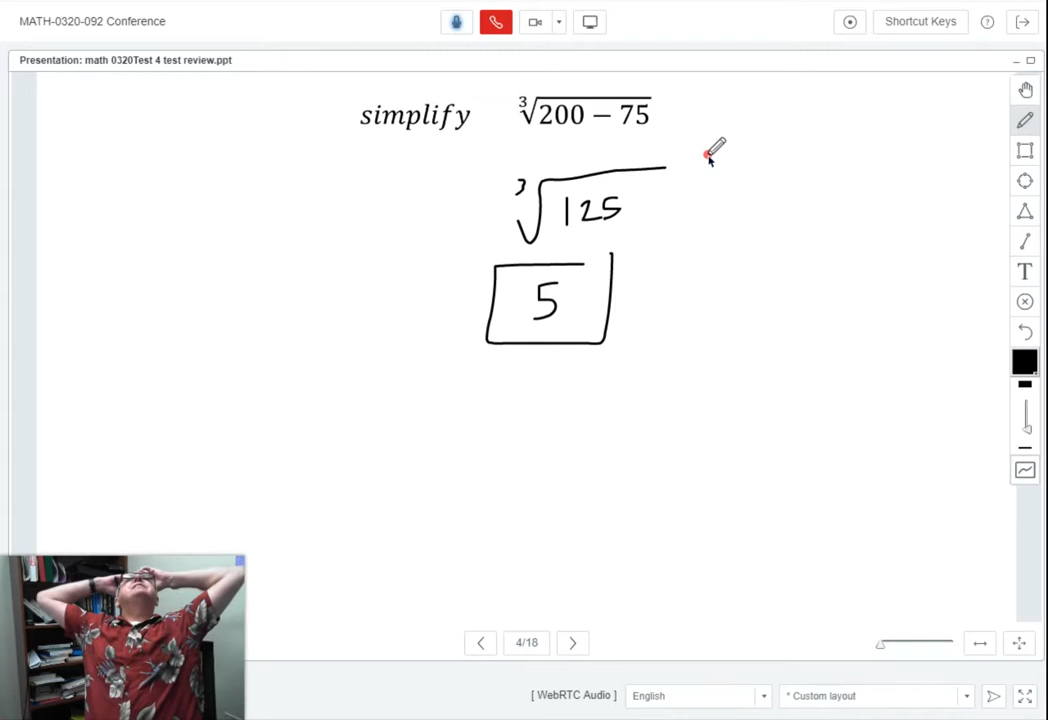 MATH-0320-092 Conference
Shortcut Keys
Presentation: math 0320Test 4 test review.ppt
simplify ∛200 − 75
∛125
5
T
4/18
[ WebRTC Audio ] English * Custom layout